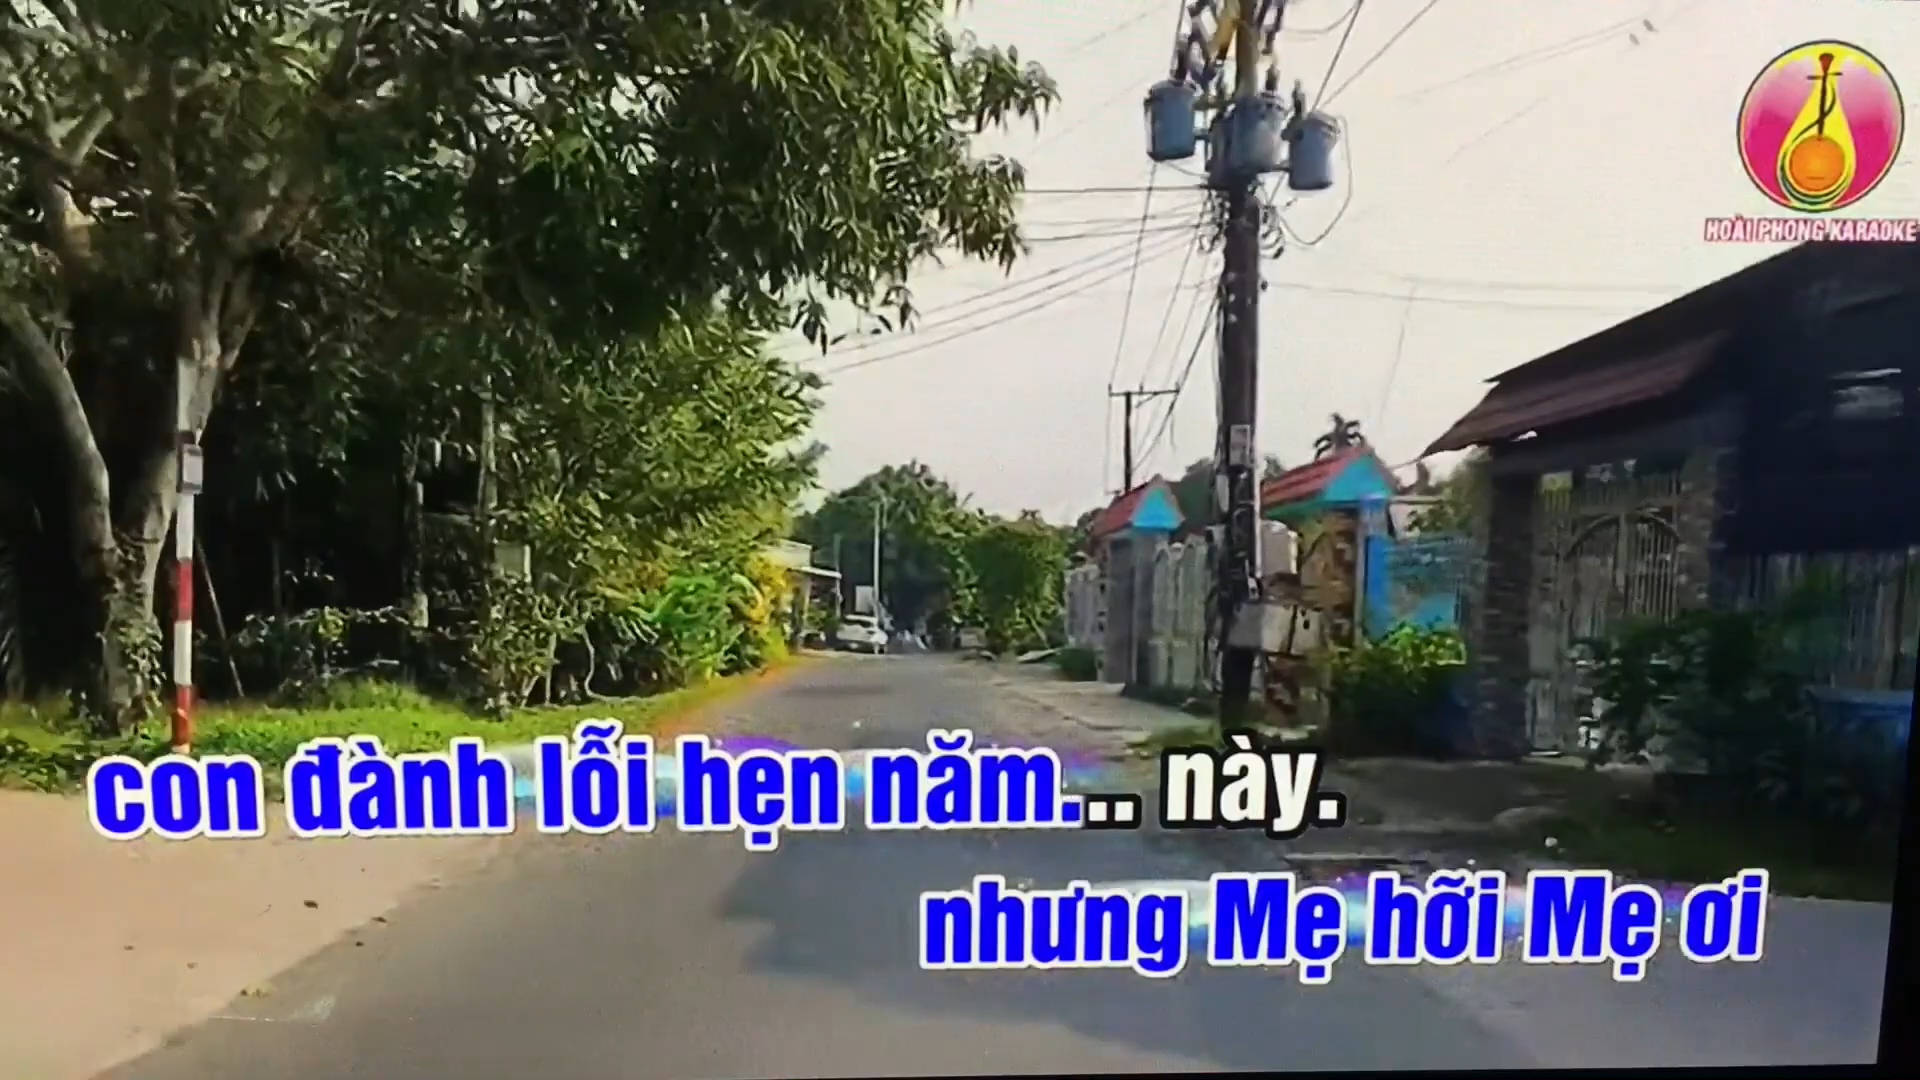 HOÀI PHONG KARAOKE
con đành lỗi hẹn năm... này.
nhưng Mẹ hỡi Mẹ ơi